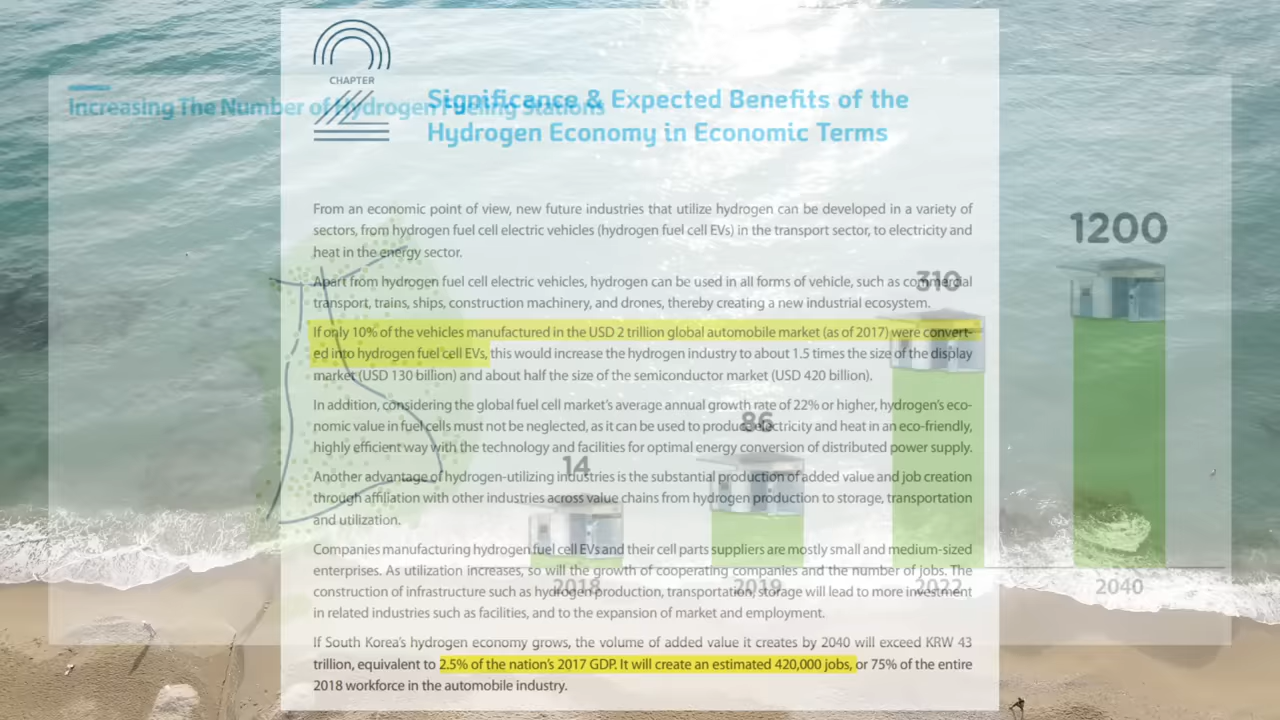 CHAPTER
Significance & Expected Benefits of the
Hydrogen Economy in Economic Terms
Increasing The Number of Hydrogen Fueling Stations
From an economic point of view, new future industries that utilize hydrogen can be developed in a variety of
sectors, from hydrogen fuel cell electric vehicles (hydrogen fuel cell EVs) in the transport sector, to electricity and
heat in the energy sector.
Apart from hydrogen fuel cell electric vehicles, hydrogen can be used in all forms of vehicle, such as commercial
transport, trains, ships, construction machinery, and drones, thereby creating a new industrial ecosystem.
If only 10% of the vehicles manufactured in the USD 2 trillion global automobile market (as of 2017) were convert-
ed into hydrogen fuel cell EVs, this would increase the hydrogen industry to about 1.5 times the size of the display
market (USD 130 billion) and about half the size of the semiconductor market (USD 420 billion).
In addition, considering the global fuel cell market's average annual growth rate of 22% or higher, hydrogen's eco-
nomic value in fuel cells must not be neglected, as it can be used to produce electricity and heat in an eco-friendly,
highly efficient way with the technology and facilities for optimal energy conversion of distributed power supply.
Another advantage of hydrogen-utilizing industries is the substantial production of added value and job creation
through affiliation with other industries across value chains from hydrogen production to storage, transportation
and utilization.
Companies manufacturing hydrogen fuel cell EVs and their cell parts suppliers are mostly small and medium-sized
enterprises. As utilization increases, so will the growth of cooperating companies and the number of jobs. The
construction of infrastructure such as hydrogen production, transportation, storage will lead to more investment
in related industries such as facilities, and to the expansion of market and employment.
If South Korea's hydrogen economy grows, the volume of added value it creates by 2040 will exceed KRW 43
trillion, equivalent to 2.5% of the nation's 2017 GDP. It will create an estimated 420,000 jobs, or 75% of the entire
2018 workforce in the automobile industry.
14
86
310
1200
2018
2019
2022
2040